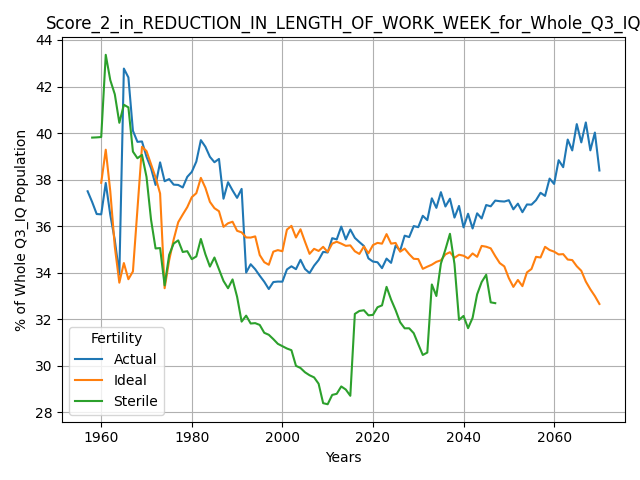 Score_2_in_REDUCTION_IN_LENGTH_OF_WORK_WEEK_for_Whole_Q3_IQ
% of Whole Q3_IQ Population
44
42
40
38
36
34
32
30
28
Fertility
Actual
Ideal
Sterile
1960
1980
2000
2020
2040
2060
Years